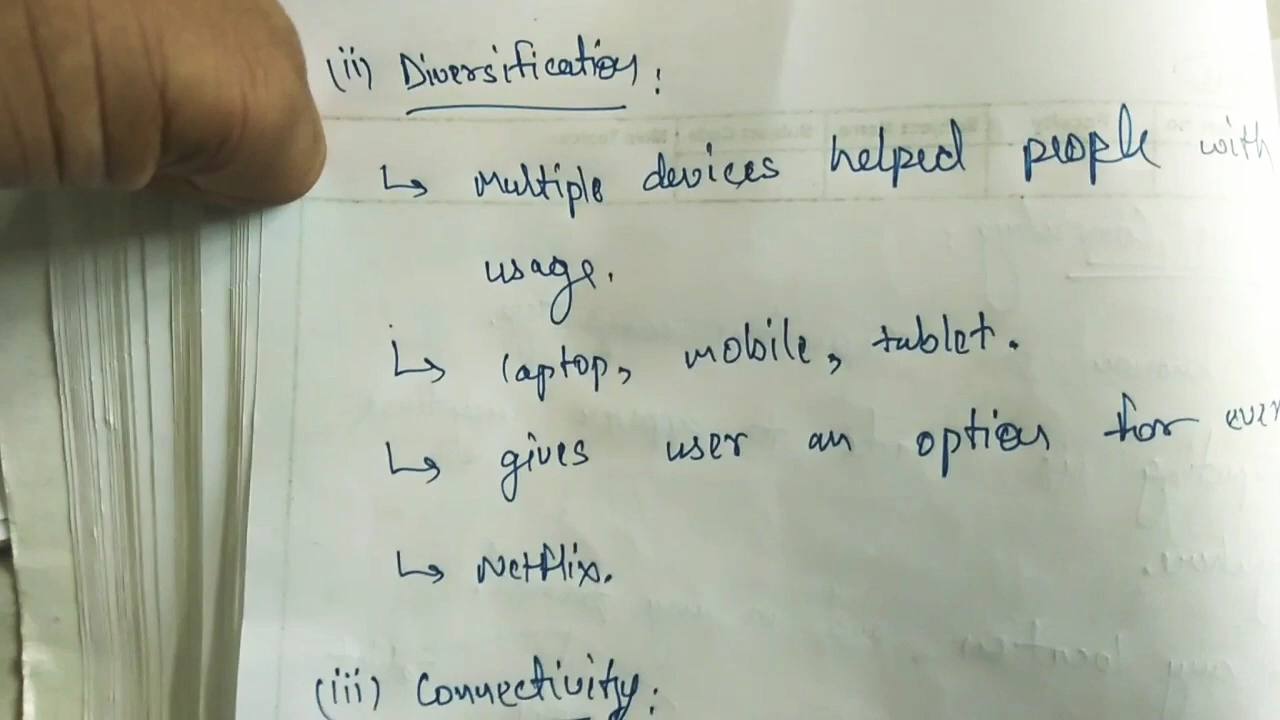 (ii) Diversification:
↳ Multiple devices helped people with
usage.
↳ laptop, mobile, tablet.
↳ gives user an option for
↳ Netflix.
(iii) Connectivity: